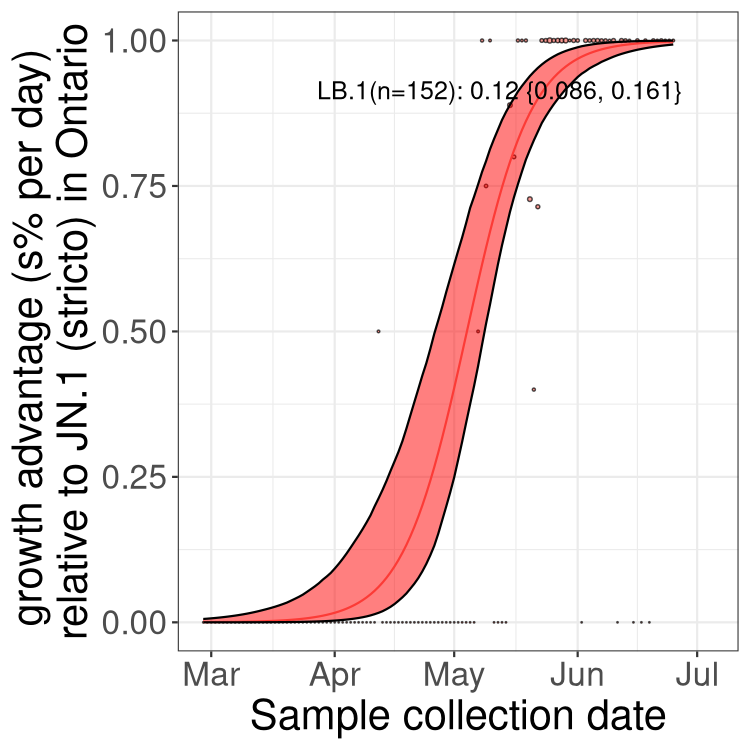 growth advantage (s% per day)
relative to JN.1 (stricto) in Ontario
1.00
0.75
0.50
0.25
0.00
LB.1(n=152): 0.12 {0.086, 0.161}
Mar Apr May Jun Jul
Sample collection date